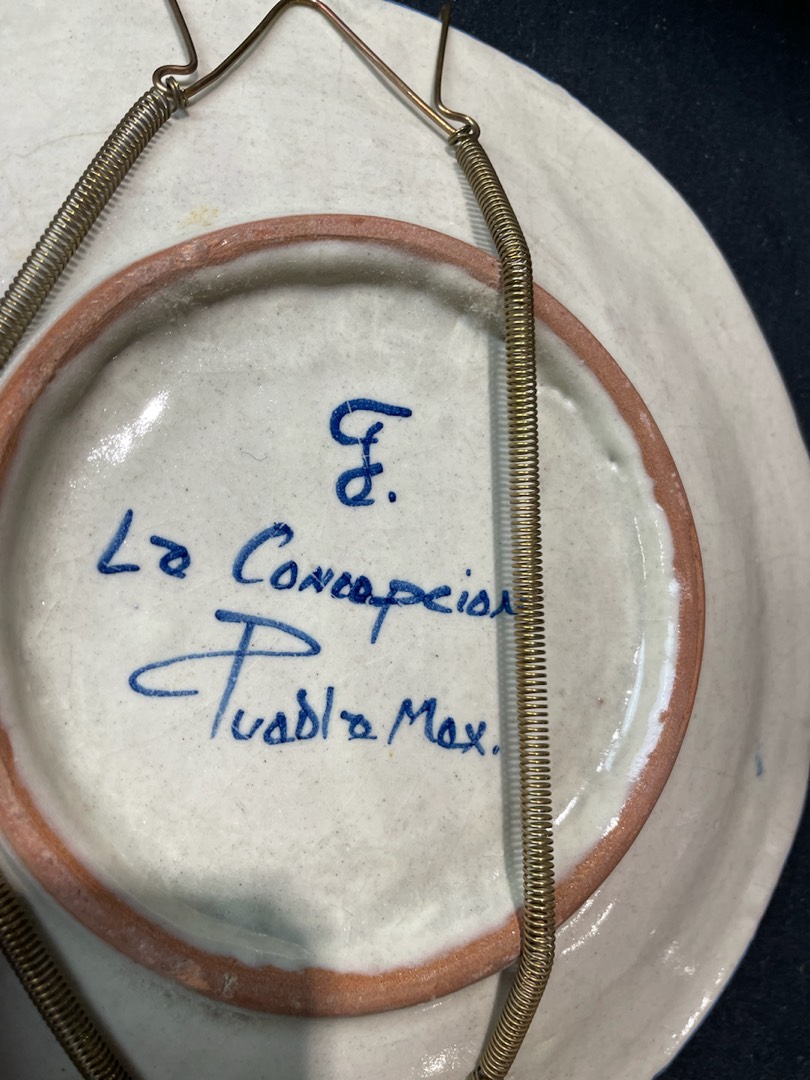 F.
La Concepcion
Puebla Mex.